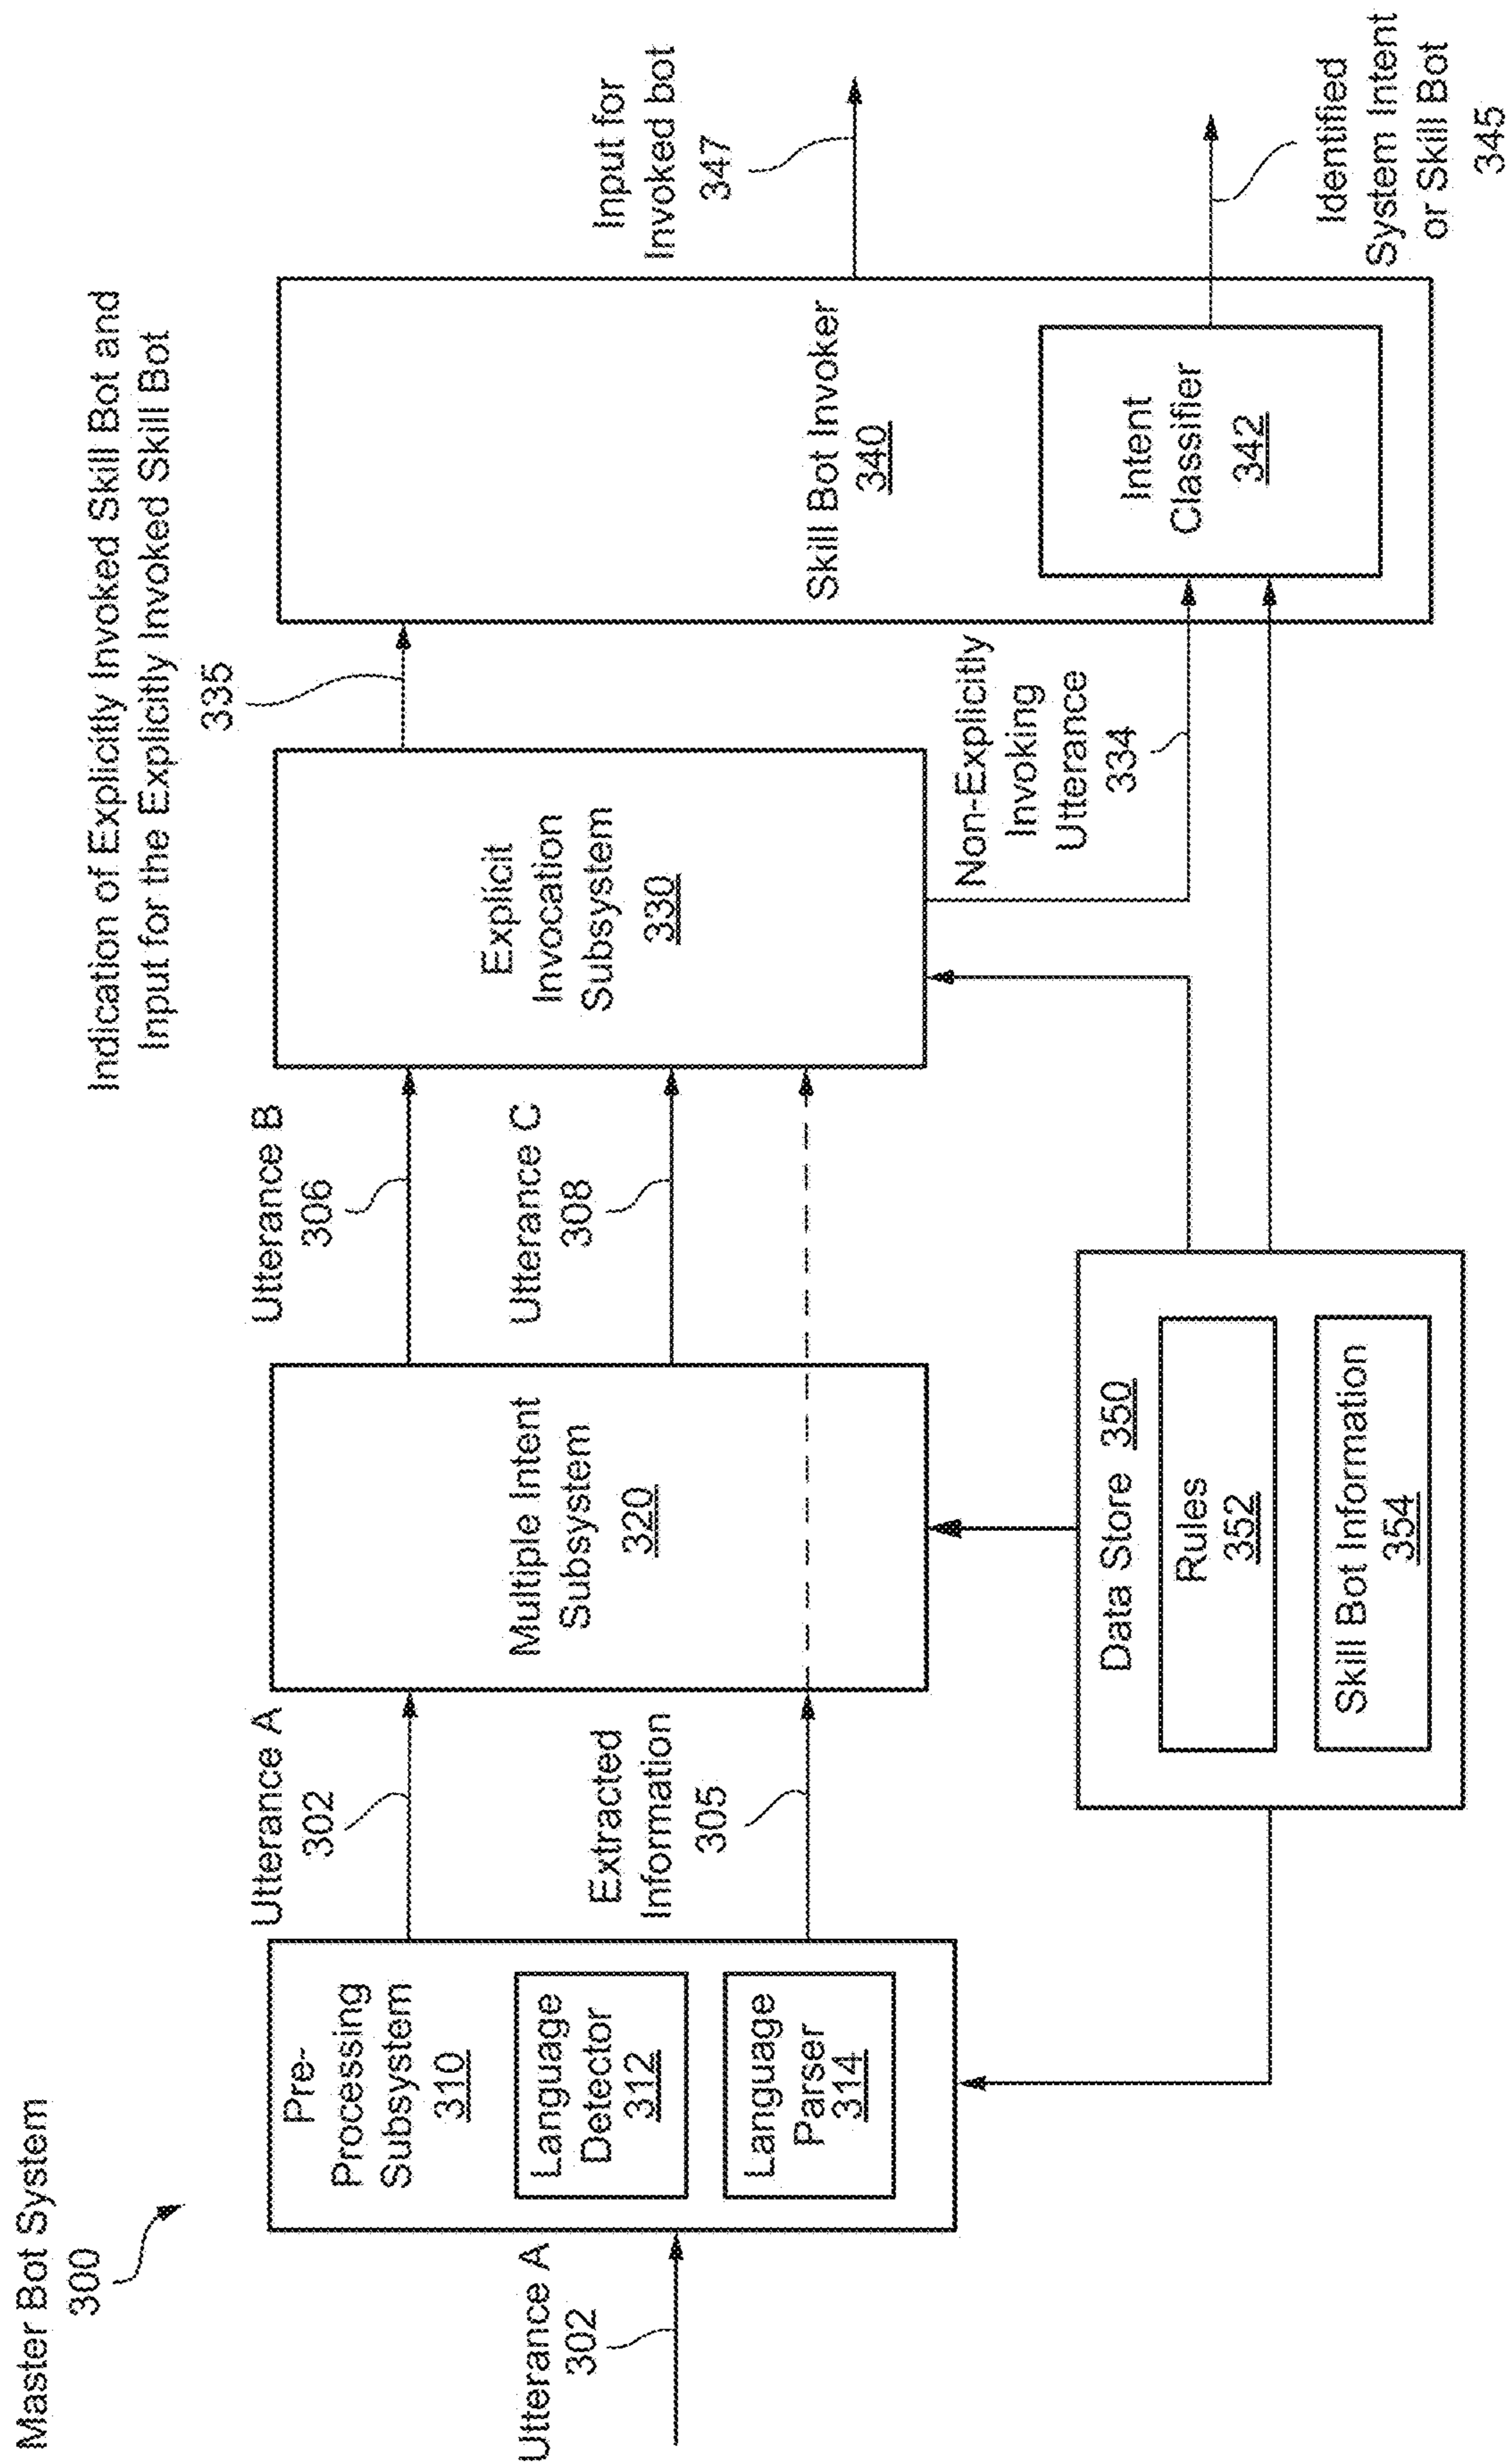 Master Bot System
300
Utterance A
302
Pre-
Processing
Subsystem
310
Language
Detector
312
Language
Parser
314
Utterance A
302
Extracted
Information
305
Multiple Intent
Subsystem
320
Utterance B
306
Utterance C
308
Explicit
Invocation
Subsystem
330
Indication of Explicitly Invoked Skill Bot and
Input for the Explicitly Invoked Skill Bot
335
Non-Explicitly
Invoking
Utterance
334
Skill Bot Invoker
340
Intent
Classifier
342
Input for
Invoked bot
347
Identified
System Intent
or Skill Bot
345
Data Store 350
Rules
352
Skill Bot Information
354